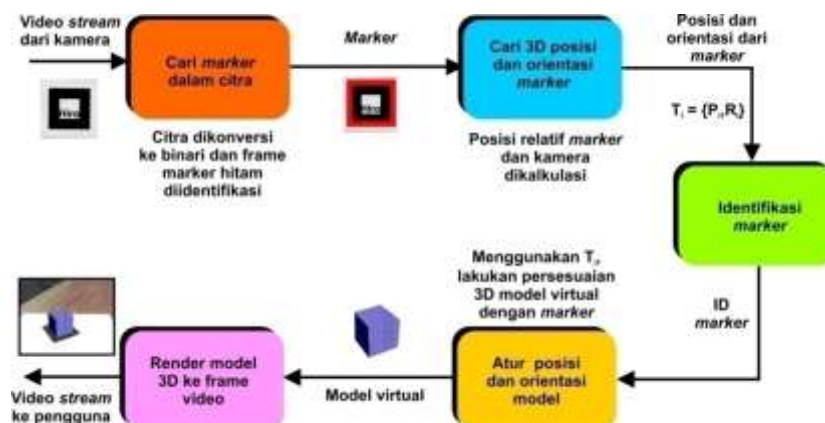 Video stream
dari kamera
Cari marker
dalam citra
Citra dikonversi
ke binari dan frame
marker hitam
diidentifikasi
Marker
Cari 3D posisi
dan orientasi
marker
Posisi relatif marker
dan kamera
dikalkulasi
Posisi dan
orientasi dari
marker
Identifikasi
marker
ID
marker
Menggunakan T
lakukan persesuaian
3D model virtual
dengan marker
Atur posisi
dan orientasi
model
Model virtual
Render model
3D ke frame
video
Video stream
ke pengguna